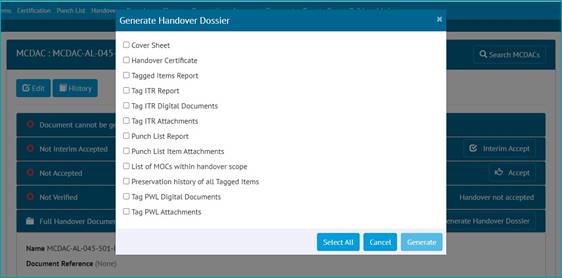 Certification Punch List Handover
Generate Handover Dossier ×
MCDAC : MCDAC-AL-045-
Search MCDACs
Edit History
Cover Sheet
Handover Certificate
Tagged Items Report
Tag ITR Report
Tag ITR Digital Documents
Tag ITR Attachments
Punch List Report
Punch List Item Attachments
List of MOCs within handover scope
Preservation history of all Tagged Items
Tag PWL Digital Documents
Tag PWL Attachments
Document cannot be
Not Interim Accepted Interim Accept
Not Accepted Accept
Not Verified Handover not accepted
Full Handover Handover Dossier
Select All Cancel Generate
Name MCDAC-AL-045-501-
Document Reference (None)